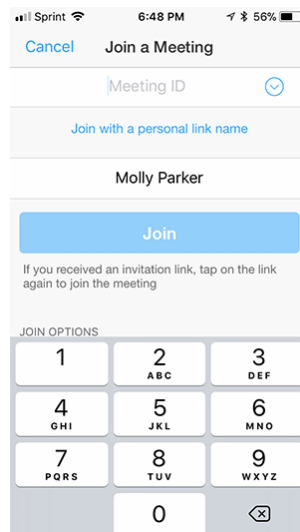 Sprint 6:48 PM 56%
Cancel Join a Meeting
Meeting ID
Join with a personal link name
Molly Parker
Join
If you received an invitation link, tap on the link
again to join the meeting
JOIN OPTIONS
1 2 3
ABC DEF
4 5 6
GHI JKL MNO
7 8 9
PQRS TUV WXYZ
0